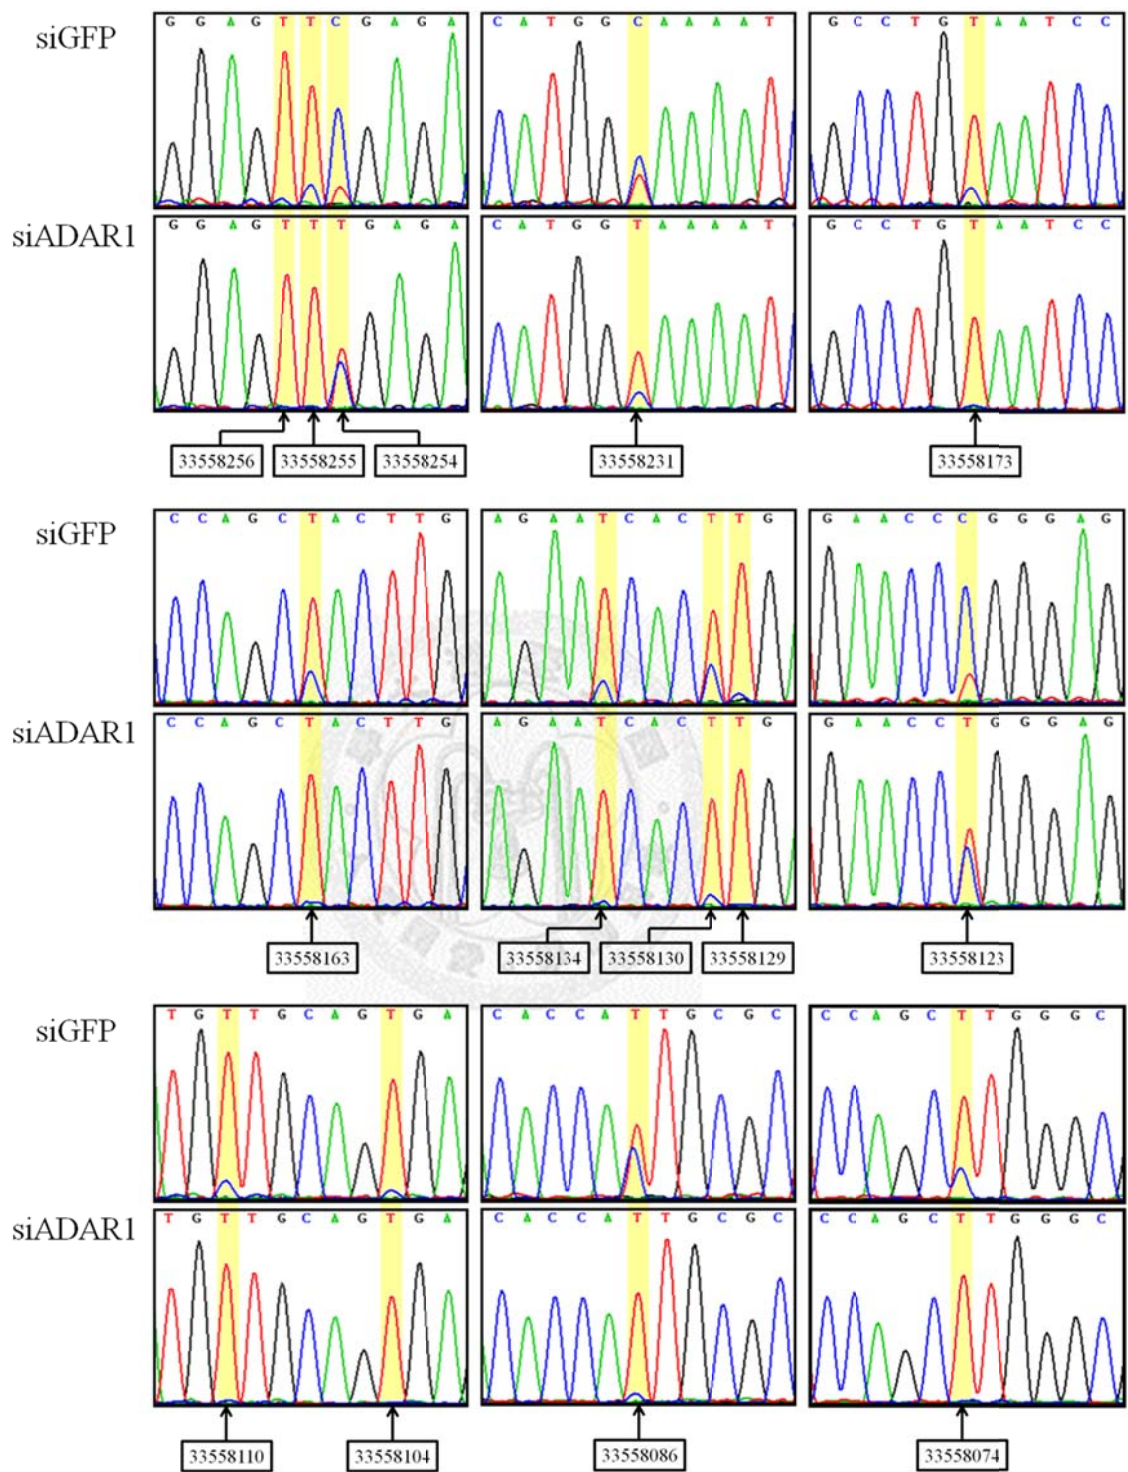 siGFP
G G A G T T C G A G A
C A T G G C A A A A T
G C C T G T A A T C C
siADAR1
G G A G T T T G A G A
C A T G G T A A A A T
G C C T G T A A T C C
33558256 33558255 33558254
33558231
33558173
siGFP
C C A G C T A C T T G
A G A A T C A C T T G
G A A C C C G G G A G
siADAR1
C C A G C T A C T T G
A G A A T C A C T T G
G A A C C T G G G A G
33558163
33558134 33558130 33558129
33558123
siGFP
T G T T G C A G T G A
C A C C A T T G C G C
C C A G C T T G G G C
siADAR1
T G T T G C A G T G A
C A C C A T T G C G C
C C A G C T T G G G C
33558110 33558104
33558086
33558074